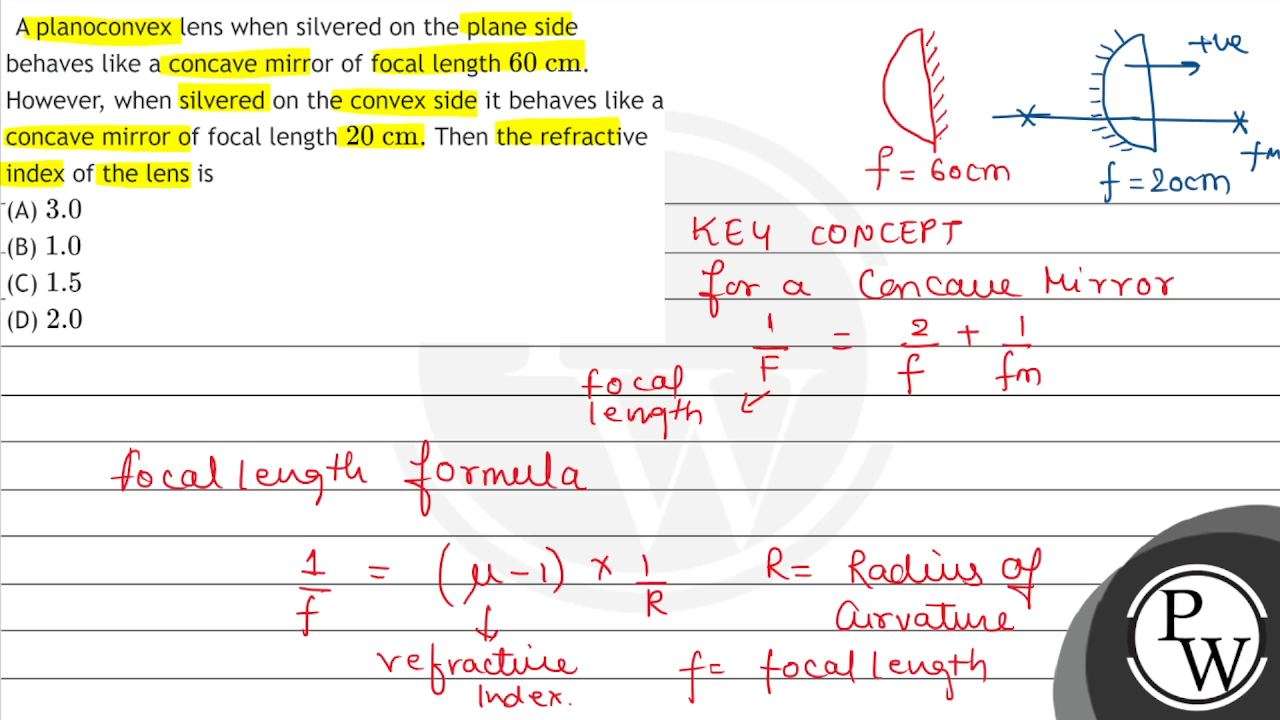 A planoconvex lens when silvered on the plane side
behaves like a concave mirror of focal length 60 cm.
However, when silvered on the convex side it behaves like a
concave mirror of focal length 20 cm. Then the refractive
index of the lens is
(A) 3.0
(B) 1.0
(C) 1.5
(D) 2.0
f = 60cm
+ve
fm
f = 20cm
KEY CONCEPT
for a Concave Mirror
1/F = 2/f + 1/fm
focal
length
focal length formula
1/f = (μ-1) × 1/R
R = Radius of
Curvature
refractive
Index.
f = focal length
PW